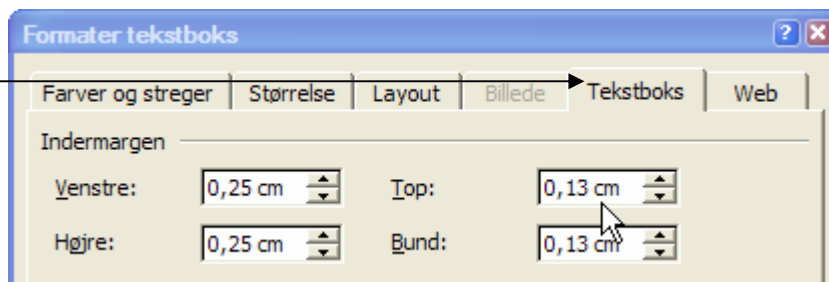 Formater tekstboks
Farver og streger Størrelse Layout Billede Tekstboks Web
Indermargen
Venstre: 0,25 cm Top: 0,13 cm
Højre: 0,25 cm Bund: 0,13 cm